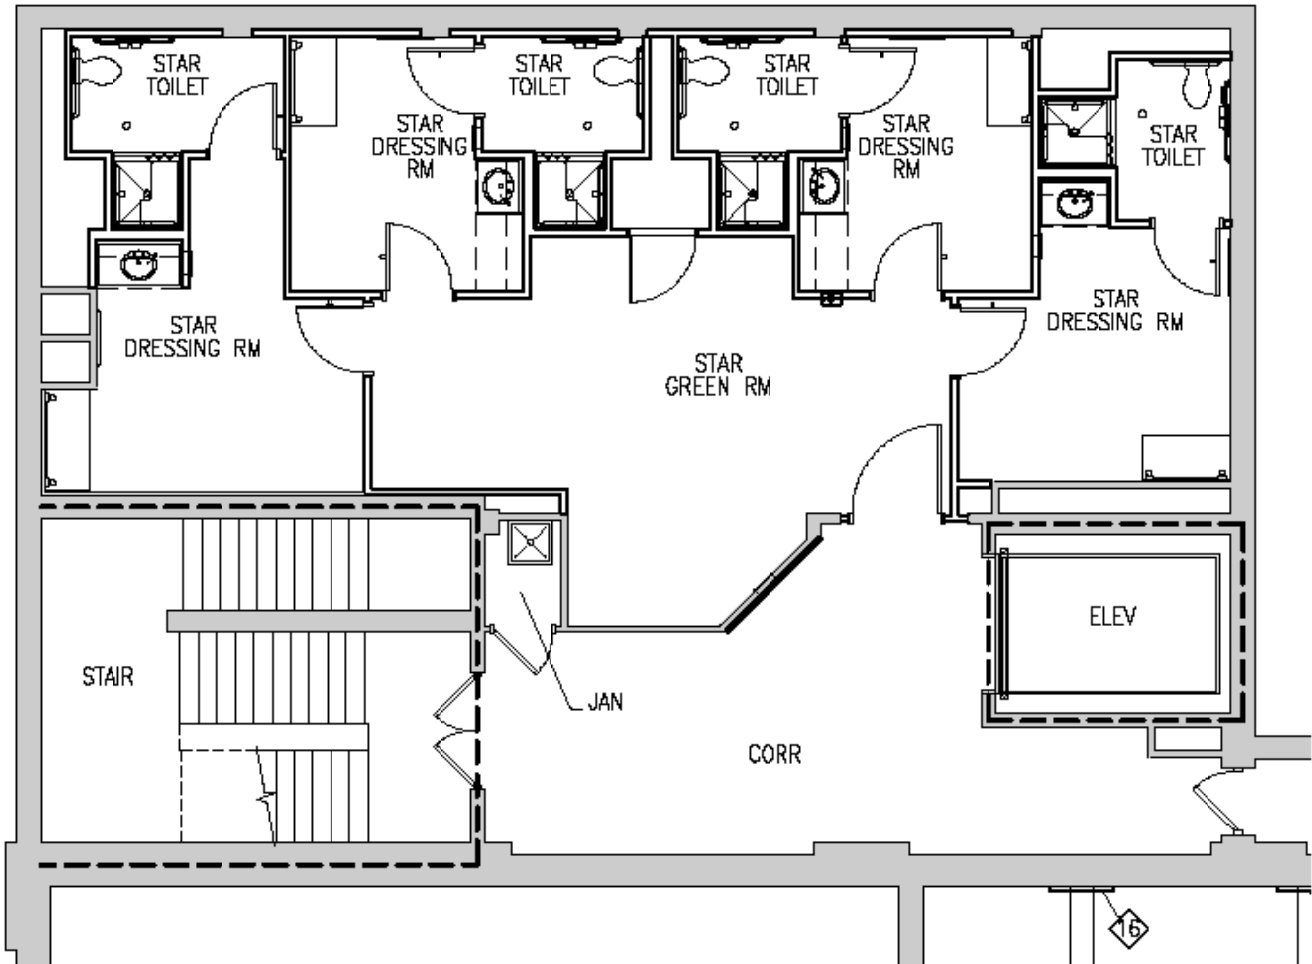 STAR
TOILET
STAR
TOILET
STAR
TOILET
STAR
TOILET
STAR
DRESSING
RM
STAR
DRESSING
RM
STAR
DRESSING RM
STAR
DRESSING RM
STAR
GREEN RM
STAIR
JAN
CORR
ELEV
16